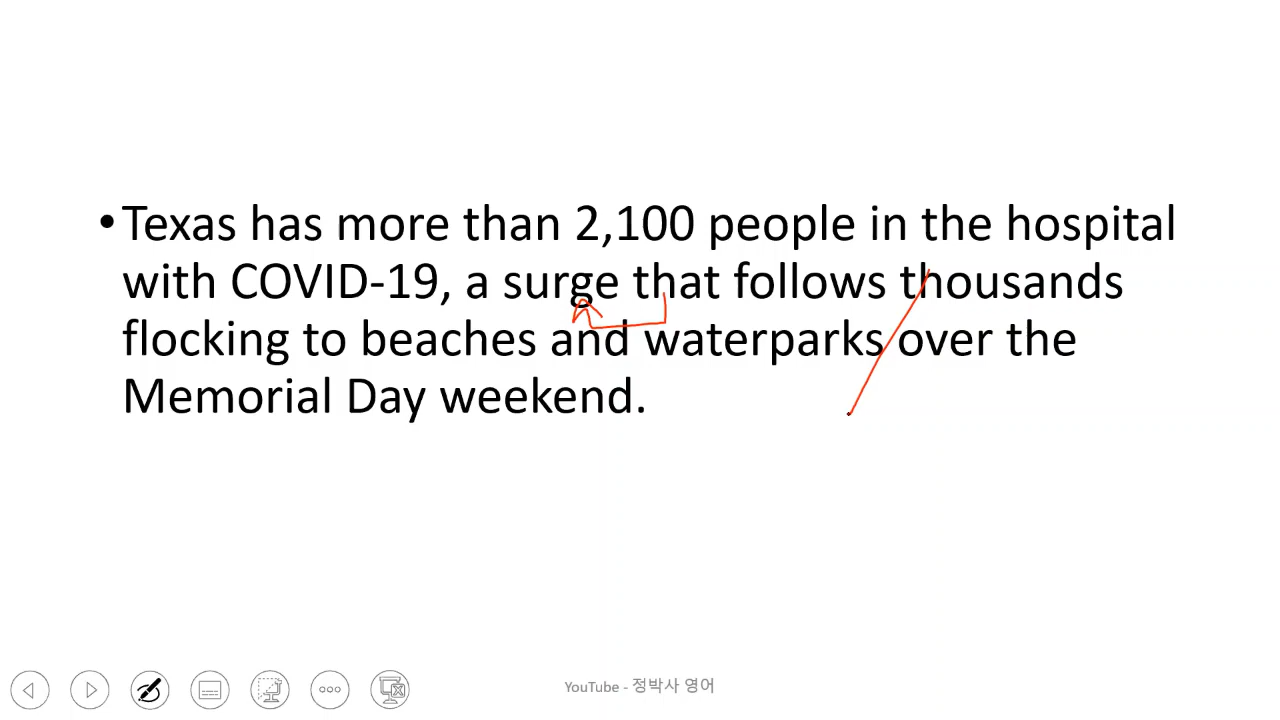 •Texas has more than 2,100 people in the hospital
with COVID-19, a surge that follows thousands
flocking to beaches and waterparks over the
Memorial Day weekend.
YouTube - 정박사 영어